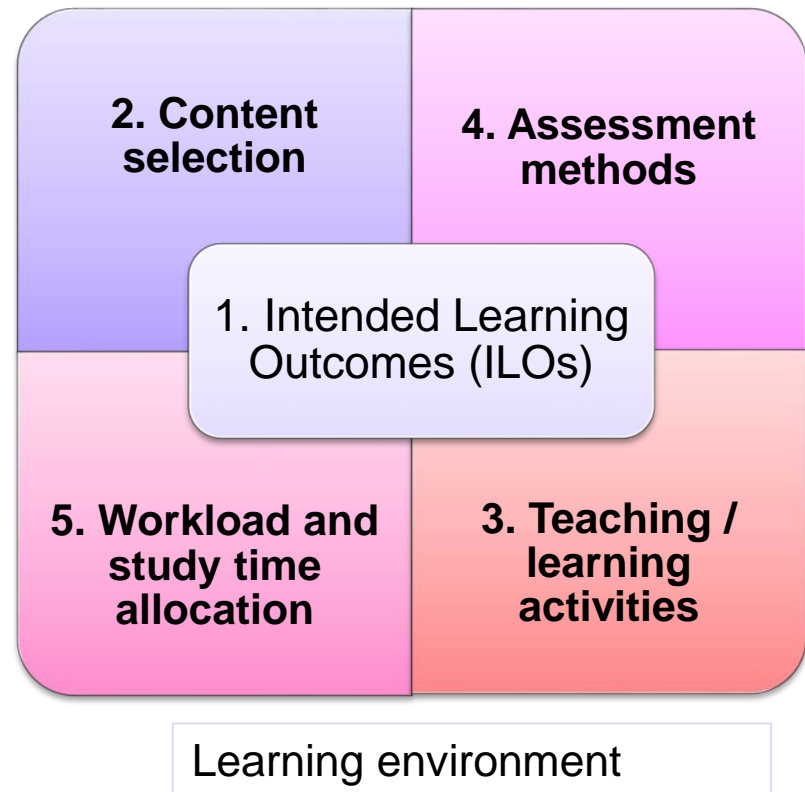 2. Content
selection
4. Assessment
methods
1. Intended Learning
Outcomes (ILOs)
5. Workload and
study time
allocation
3. Teaching /
learning
activities
Learning environment